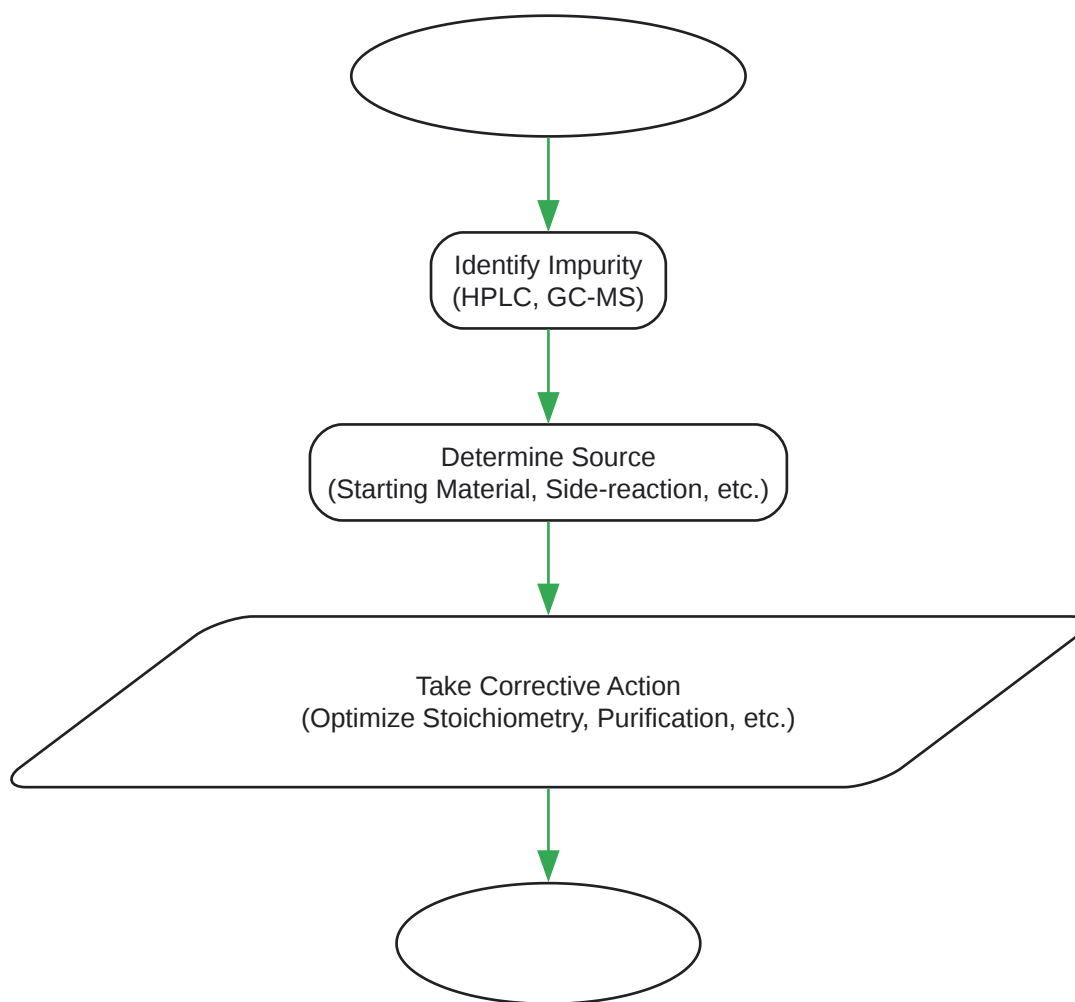 Identify Impurity
(HPLC, GC-MS)
Determine Source
(Starting Material, Side-reaction, etc.)
Take Corrective Action
(Optimize Stoichiometry, Purification, etc.)